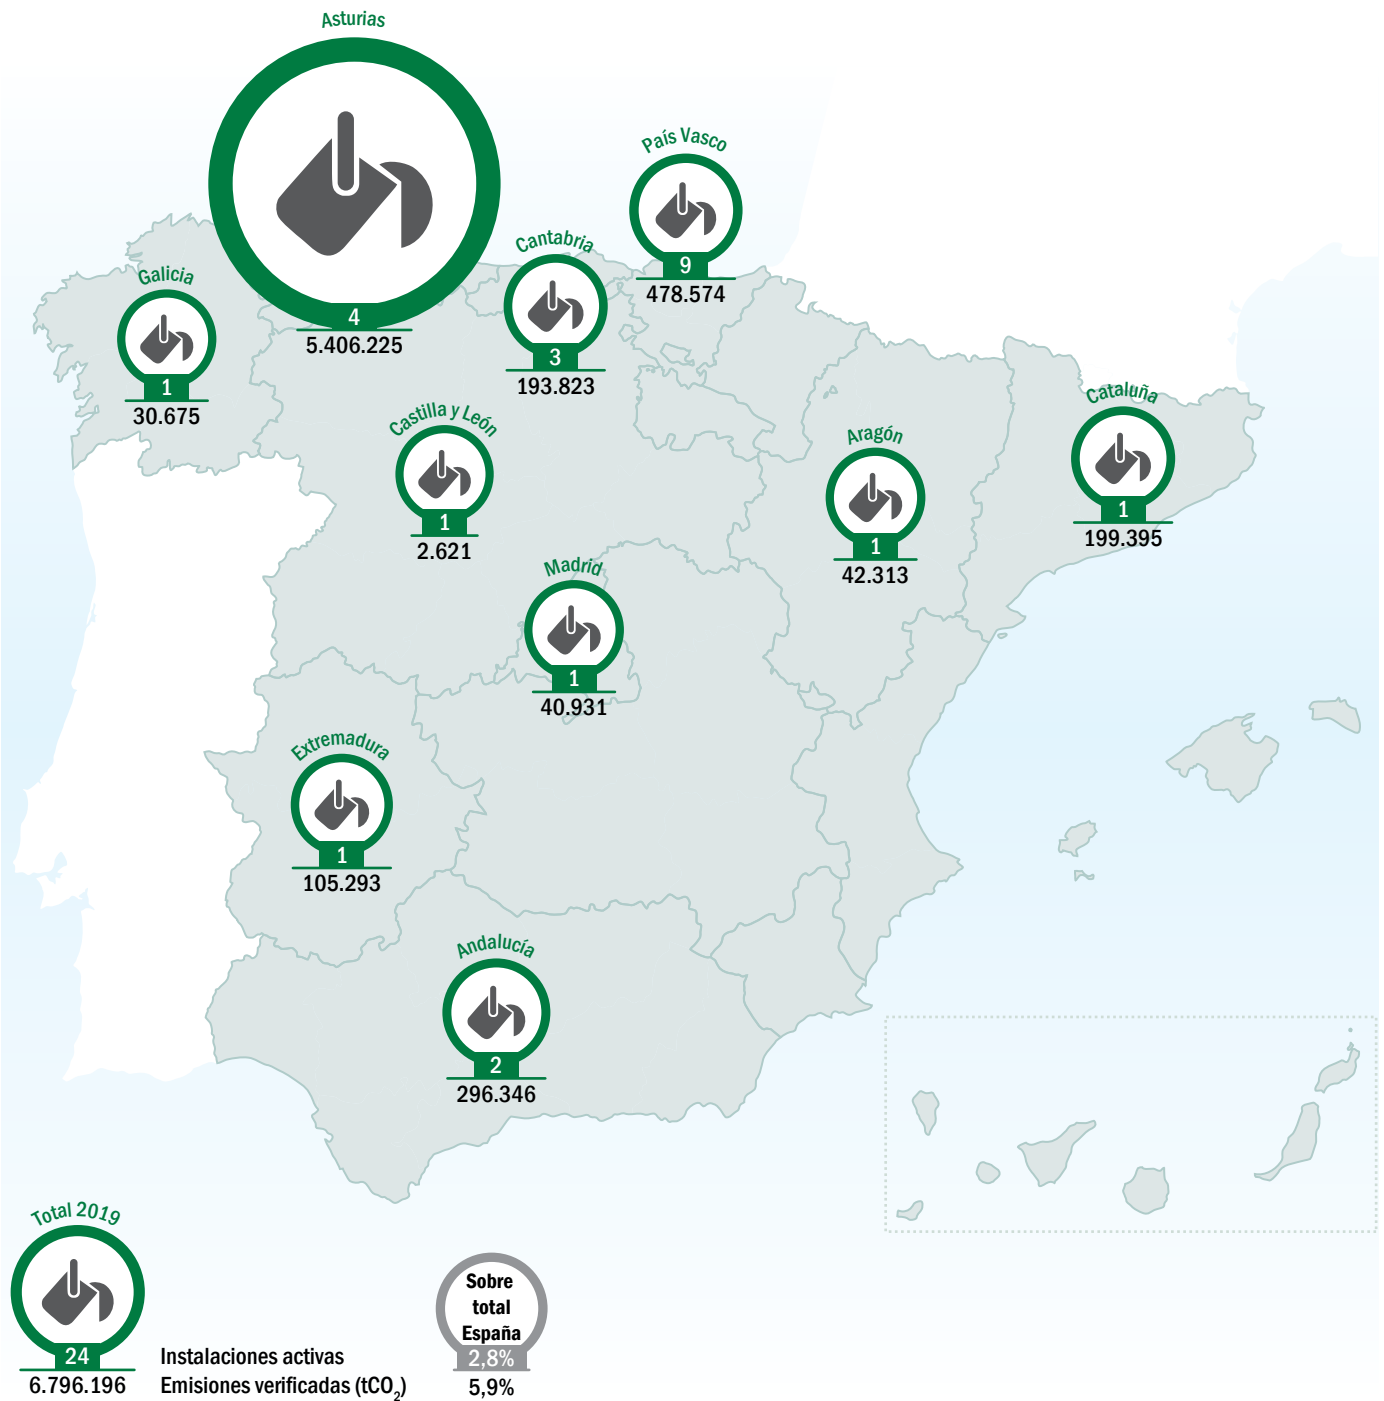 Asturias
4
5.406.225
País Vasco
9
478.574
Cantabria
3
193.823
Galicia
1
30.675
Castilla y León
1
2.621
Aragón
1
42.313
Cataluña
1
199.395
Madrid
1
40.931
Extremadura
1
105.293
Andalucía
2
296.346
Total 2019
24
6.796.196
Instalaciones activas
Emisiones verificadas (tCO₂)
Sobre
total
España
2,8%
5,9%